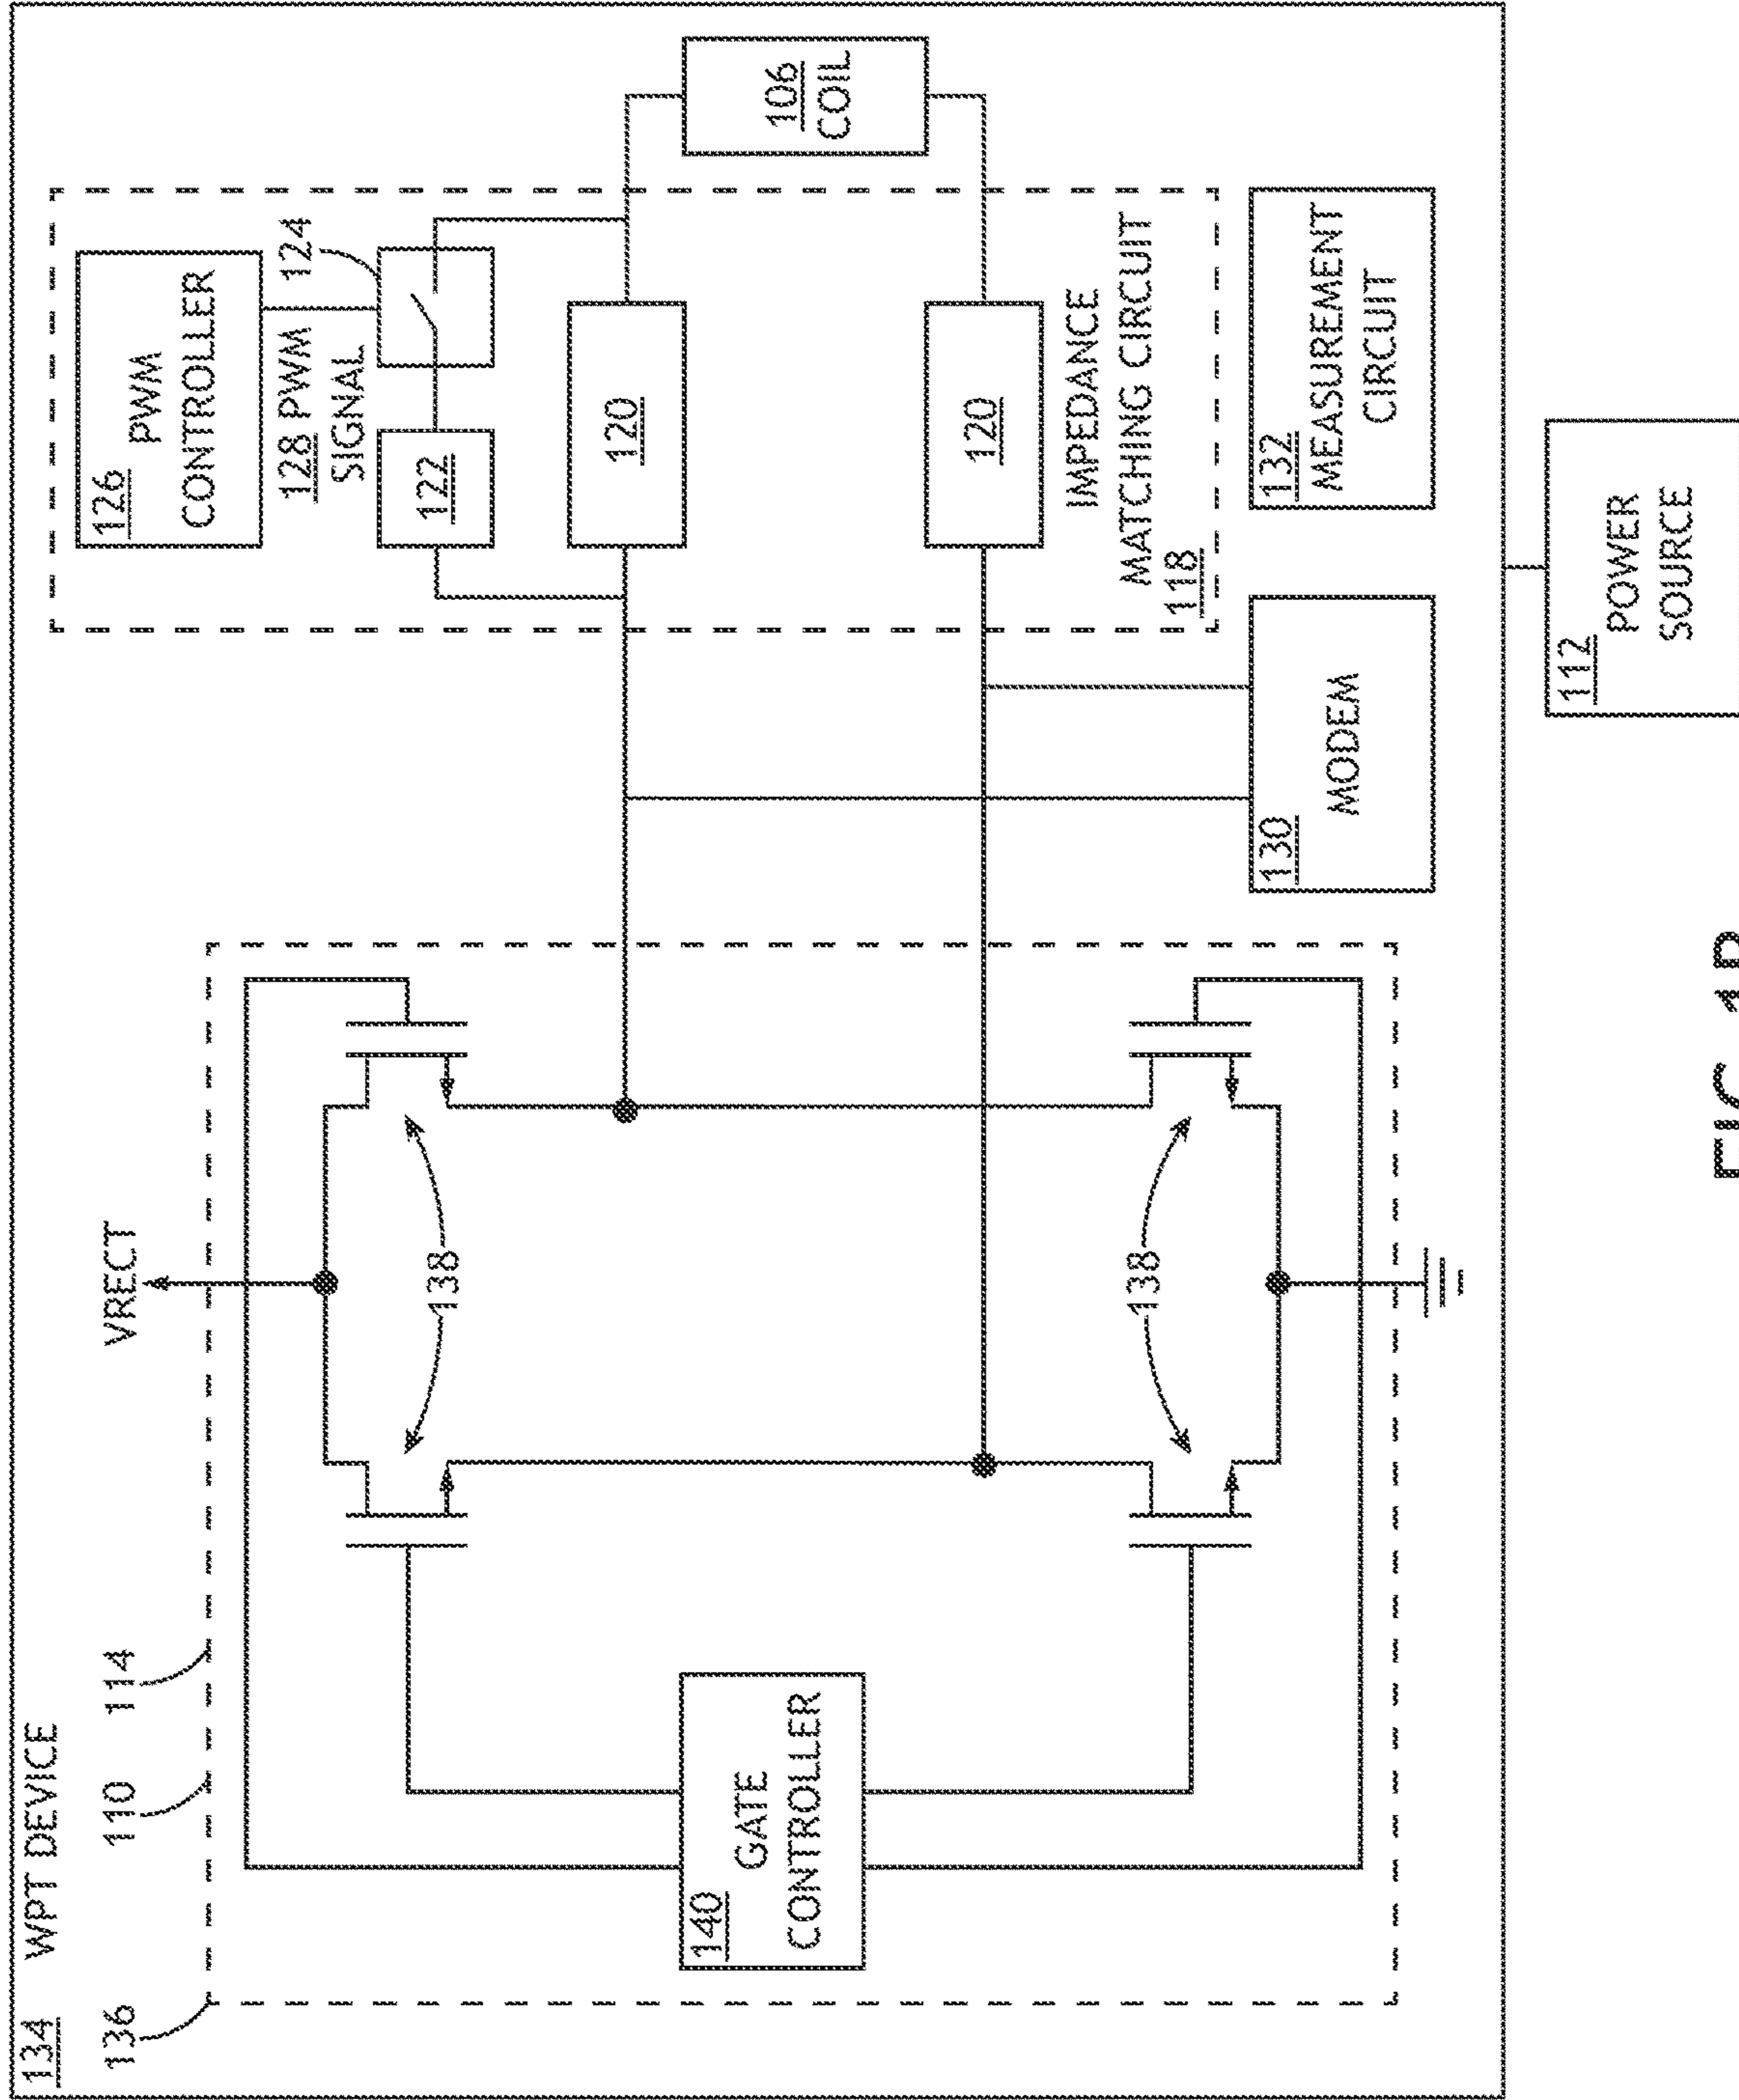 134 WPT DEVICE
136
110
114
VRECT
138
138
140
GATE
CONTROLLER
126
PWM
CONTROLLER
128 PWM
SIGNAL
124
122
120
120
IMPEDANCE
MATCHING CIRCUIT
118
106
COIL
130
MODEM
132
MEASUREMENT
CIRCUIT
112
POWER
SOURCE